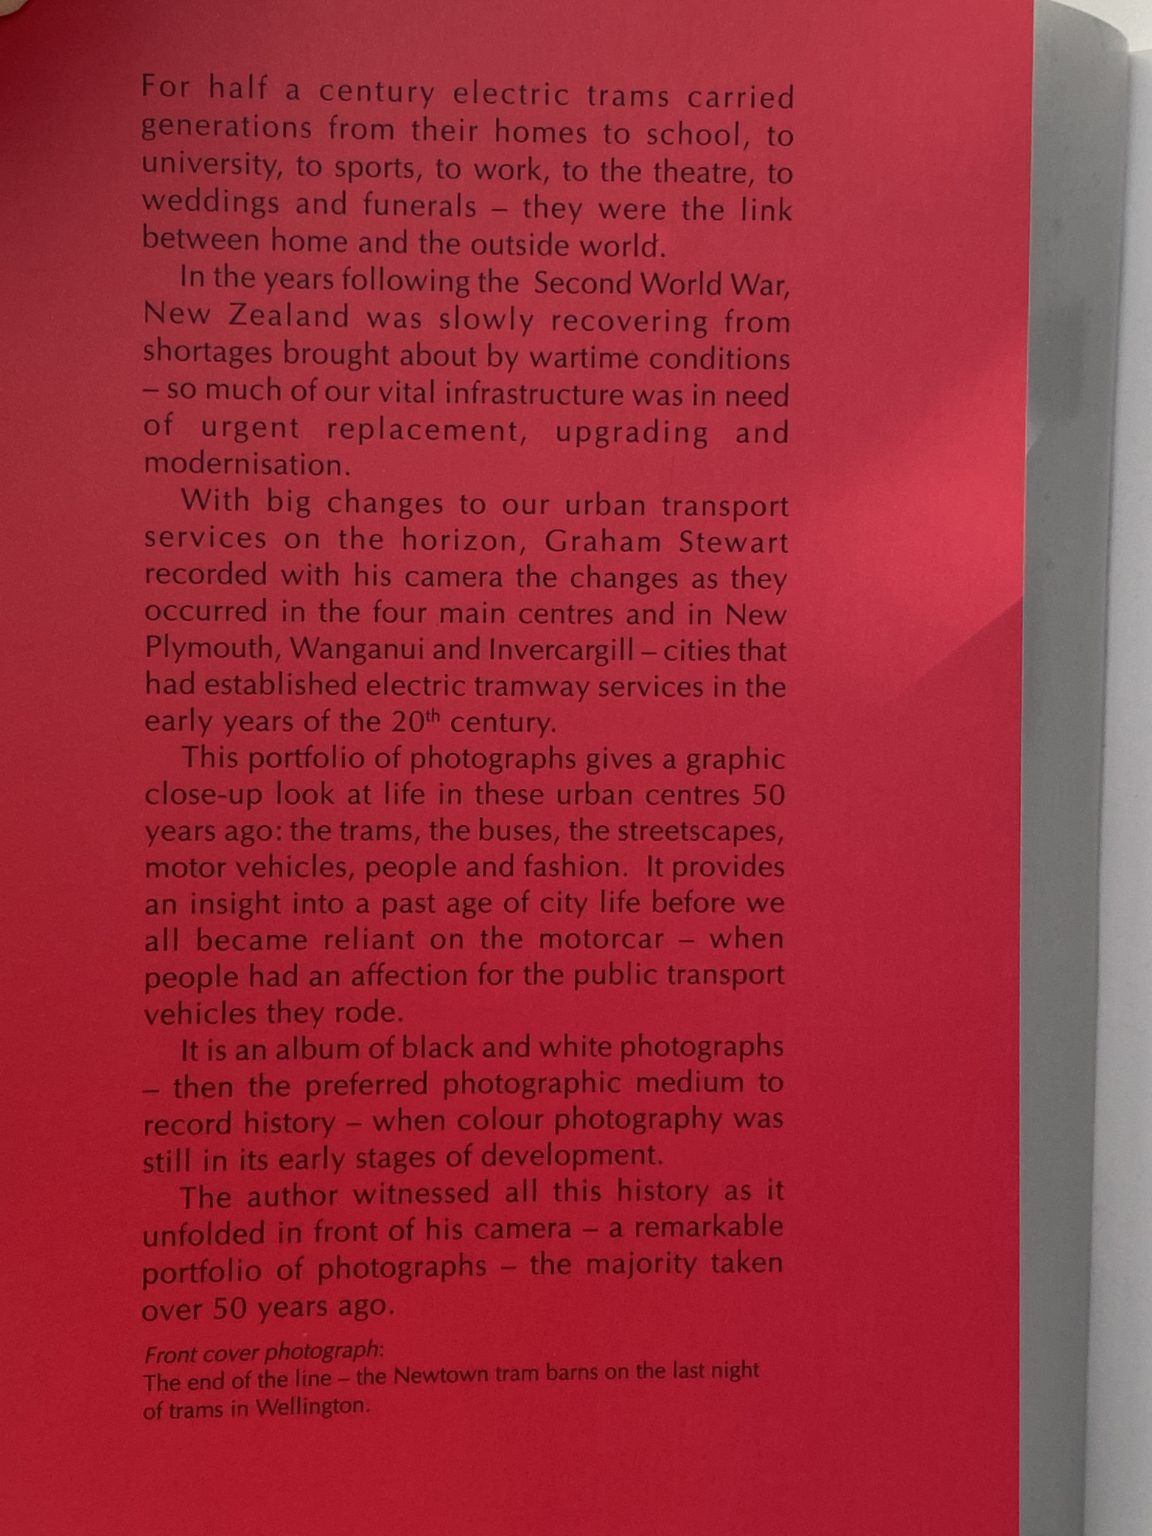 For half a century electric trams carried
generations from their homes to school, to
university, to sports, to work, to the theatre, to
weddings and funerals – they were the link
between home and the outside world.
In the years following the Second World War,
New Zealand was slowly recovering from
shortages brought about by wartime conditions
– so much of our vital infrastructure was in need
of urgent replacement, upgrading and
modernisation.
With big changes to our urban transport
services on the horizon, Graham Stewart
recorded with his camera the changes as they
occurred in the four main centres and in New
Plymouth, Wanganui and Invercargill – cities that
had established electric tramway services in the
early years of the 20th century.
This portfolio of photographs gives a graphic
close-up look at life in these urban centres 50
years ago: the trams, the buses, the streetscapes,
motor vehicles, people and fashion. It provides
an insight into a past age of city life before we
all became reliant on the motorcar – when
people had an affection for the public transport
vehicles they rode.
It is an album of black and white photographs
– then the preferred photographic medium to
record history – when colour photography was
still in its early stages of development.
The author witnessed all this history as it
unfolded in front of his camera – a remarkable
portfolio of photographs – the majority taken
over 50 years ago.
Front cover photograph:
The end of the line – the Newtown tram barns on the last night
of trams in Wellington.